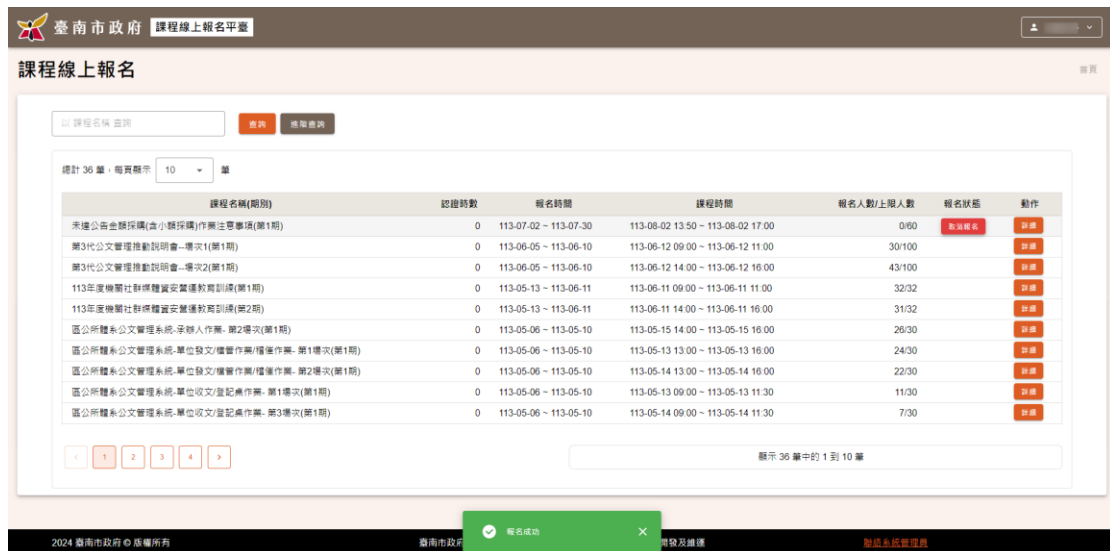 臺南市政府 課程線上報名平臺
課程線上報名
首頁
以 課程名稱 查詢 查詢 進階查詢
總計 36 筆，每頁顯示 10 筆
課程名稱(期別) 認證時數 報名時間 課程時間 報名人數/上限人數 報名狀態 動作
未達公告金額採購(含小額採購)作業注意事項(第1期) 0 113-07-02 ~ 113-07-30 113-08-02 13:50 ~ 113-08-02 17:00 0/60 取消報名 詳細
第3代公文管理推動說明會--場次1(第1期) 0 113-06-05 ~ 113-06-10 113-06-12 09:00 ~ 113-06-12 11:00 30/100 詳細
第3代公文管理推動說明會--場次2(第1期) 0 113-06-05 ~ 113-06-10 113-06-12 14:00 ~ 113-06-12 16:00 43/100 詳細
113年度機關社群媒體資安營運教育訓練(第1期) 0 113-05-13 ~ 113-06-11 113-06-11 09:00 ~ 113-06-11 11:00 32/32 詳細
113年度機關社群媒體資安營運教育訓練(第2期) 0 113-05-13 ~ 113-06-11 113-06-11 14:00 ~ 113-06-11 16:00 31/32 詳細
區公所體系公文管理系統-承辦人作業- 第2場次(第1期) 0 113-05-06 ~ 113-05-10 113-05-15 14:00 ~ 113-05-15 16:00 26/30 詳細
區公所體系公文管理系統-單位發文/檔管作業/稽催作業- 第1場次(第1期) 0 113-05-06 ~ 113-05-10 113-05-13 13:00 ~ 113-05-13 16:00 24/30 詳細
區公所體系公文管理系統-單位發文/檔管作業/稽催作業- 第2場次(第1期) 0 113-05-06 ~ 113-05-10 113-05-14 13:00 ~ 113-05-14 16:00 22/30 詳細
區公所體系公文管理系統-單位收文/登記桌作業- 第1場次(第1期) 0 113-05-06 ~ 113-05-10 113-05-13 09:00 ~ 113-05-13 11:30 11/30 詳細
區公所體系公文管理系統-單位收文/登記桌作業- 第3場次(第1期) 0 113-05-06 ~ 113-05-10 113-05-14 09:00 ~ 113-05-14 11:30 7/30 詳細
< 1 2 3 4 > 顯示 36 筆中的 1 到 10 筆
報名成功
2024 臺南市政府 © 版權所有 臺南市政府 開發及維護 聯絡系統管理員